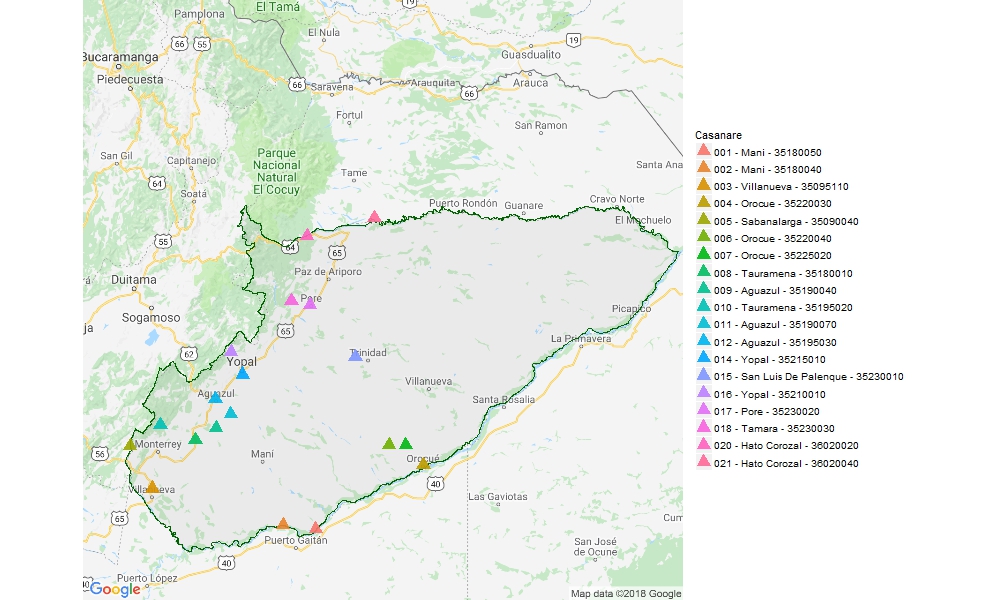 El Tamá
19
Pamplona
66
55
El Nula
19
Guasdualito
Bucaramanga
Piedecuesta
66
Saravena
Arauquita
66
Arauca
Fortul
San Ramon
San Gil
Capitanejo
Parque
Nacional
Natural
El Cocuy
Santa Ana
64
Soatá
Tame
Puerto Rondón
Guanare
Cravo Norte
El Mochuelo
55
64
65
Duitama
Paz de Ariporo
Pore
Sogamoso
Picapico
ja
65
62
Yopal
Trinidad
La Primavera
Villanueva
Aguazul
Santa Rosalia
56
Monterrey
Maní
Orocué
40
Villanueva
Las Gaviotas
65
Cum
Puerto Gaitán
San José
de Ocune
40
Puerto López
40
Google
Map data ©2018 Google
Casanare
001 - Mani - 35180050
002 - Mani - 35180040
003 - Villanueva - 35095110
004 - Orocue - 35220030
005 - Sabanalarga - 35090040
006 - Orocue - 35220040
007 - Orocue - 35225020
008 - Tauramena - 35180010
009 - Aguazul - 35190040
010 - Tauramena - 35195020
011 - Aguazul - 35190070
012 - Aguazul - 35195030
014 - Yopal - 35215010
015 - San Luis De Palenque - 35230010
016 - Yopal - 35210010
017 - Pore - 35230020
018 - Tamara - 35230030
020 - Hato Corozal - 36020020
021 - Hato Corozal - 36020040